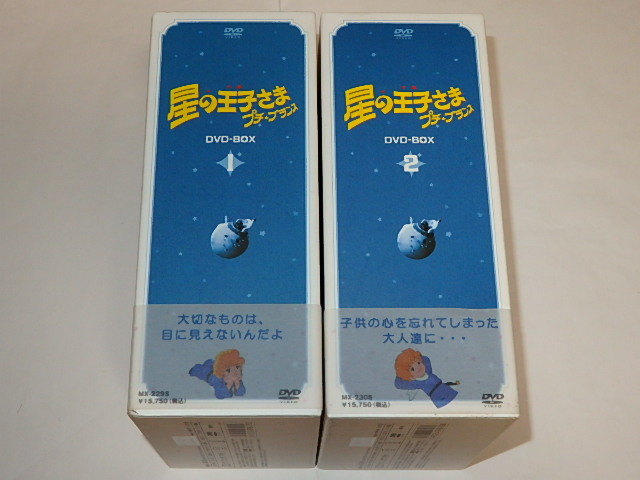 DVD
VIDEO
星の王子さま
プチ・プランス
DVD-BOX
1
大切なものは、
目に見えないんだよ
MX-229S
¥15,750(税込)
DVD
VIDEO
DVD
VIDEO
星の王子さま
プチ・プランス
DVD-BOX
2
子供の心を忘れてしまった
大人達に・・・
MX-230S
¥15,750(税込)
DVD
VIDEO